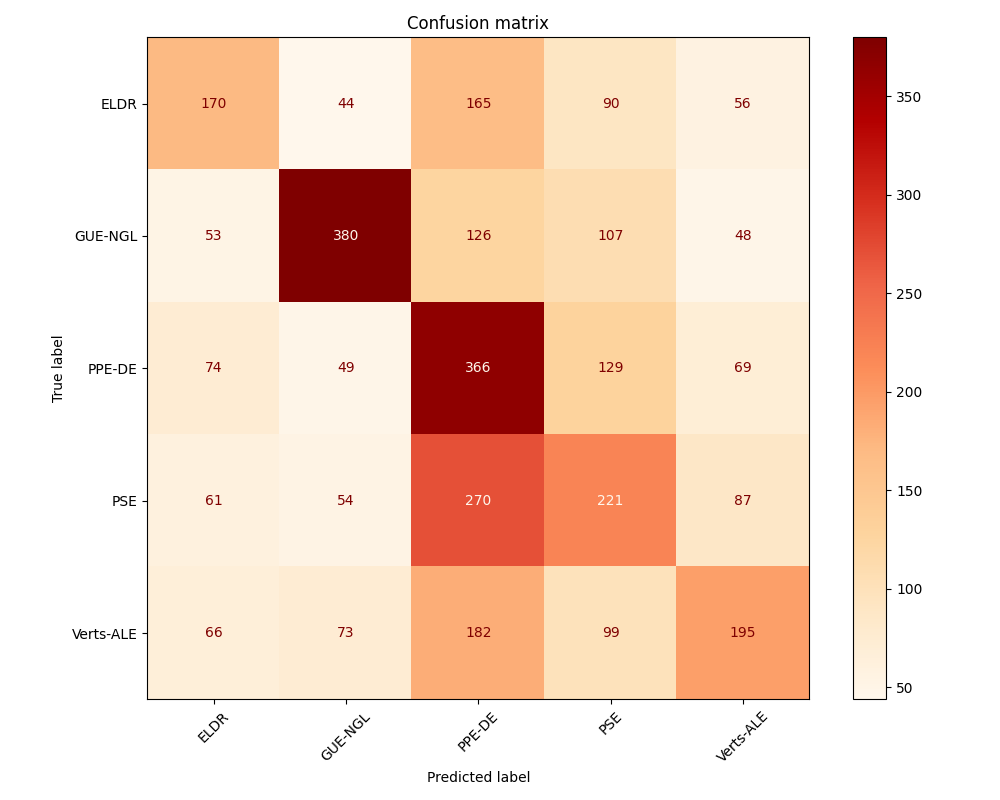 Confusion matrix
ELDR 170 44 165 90 56
GUE-NGL 53 380 126 107 48
PPE-DE 74 49 366 129 69
PSE 61 54 270 221 87
Verts-ALE 66 73 182 99 195
ELDR GUE-NGL PPE-DE PSE Verts-ALE
Predicted label
True label
350
300
250
200
150
100
50